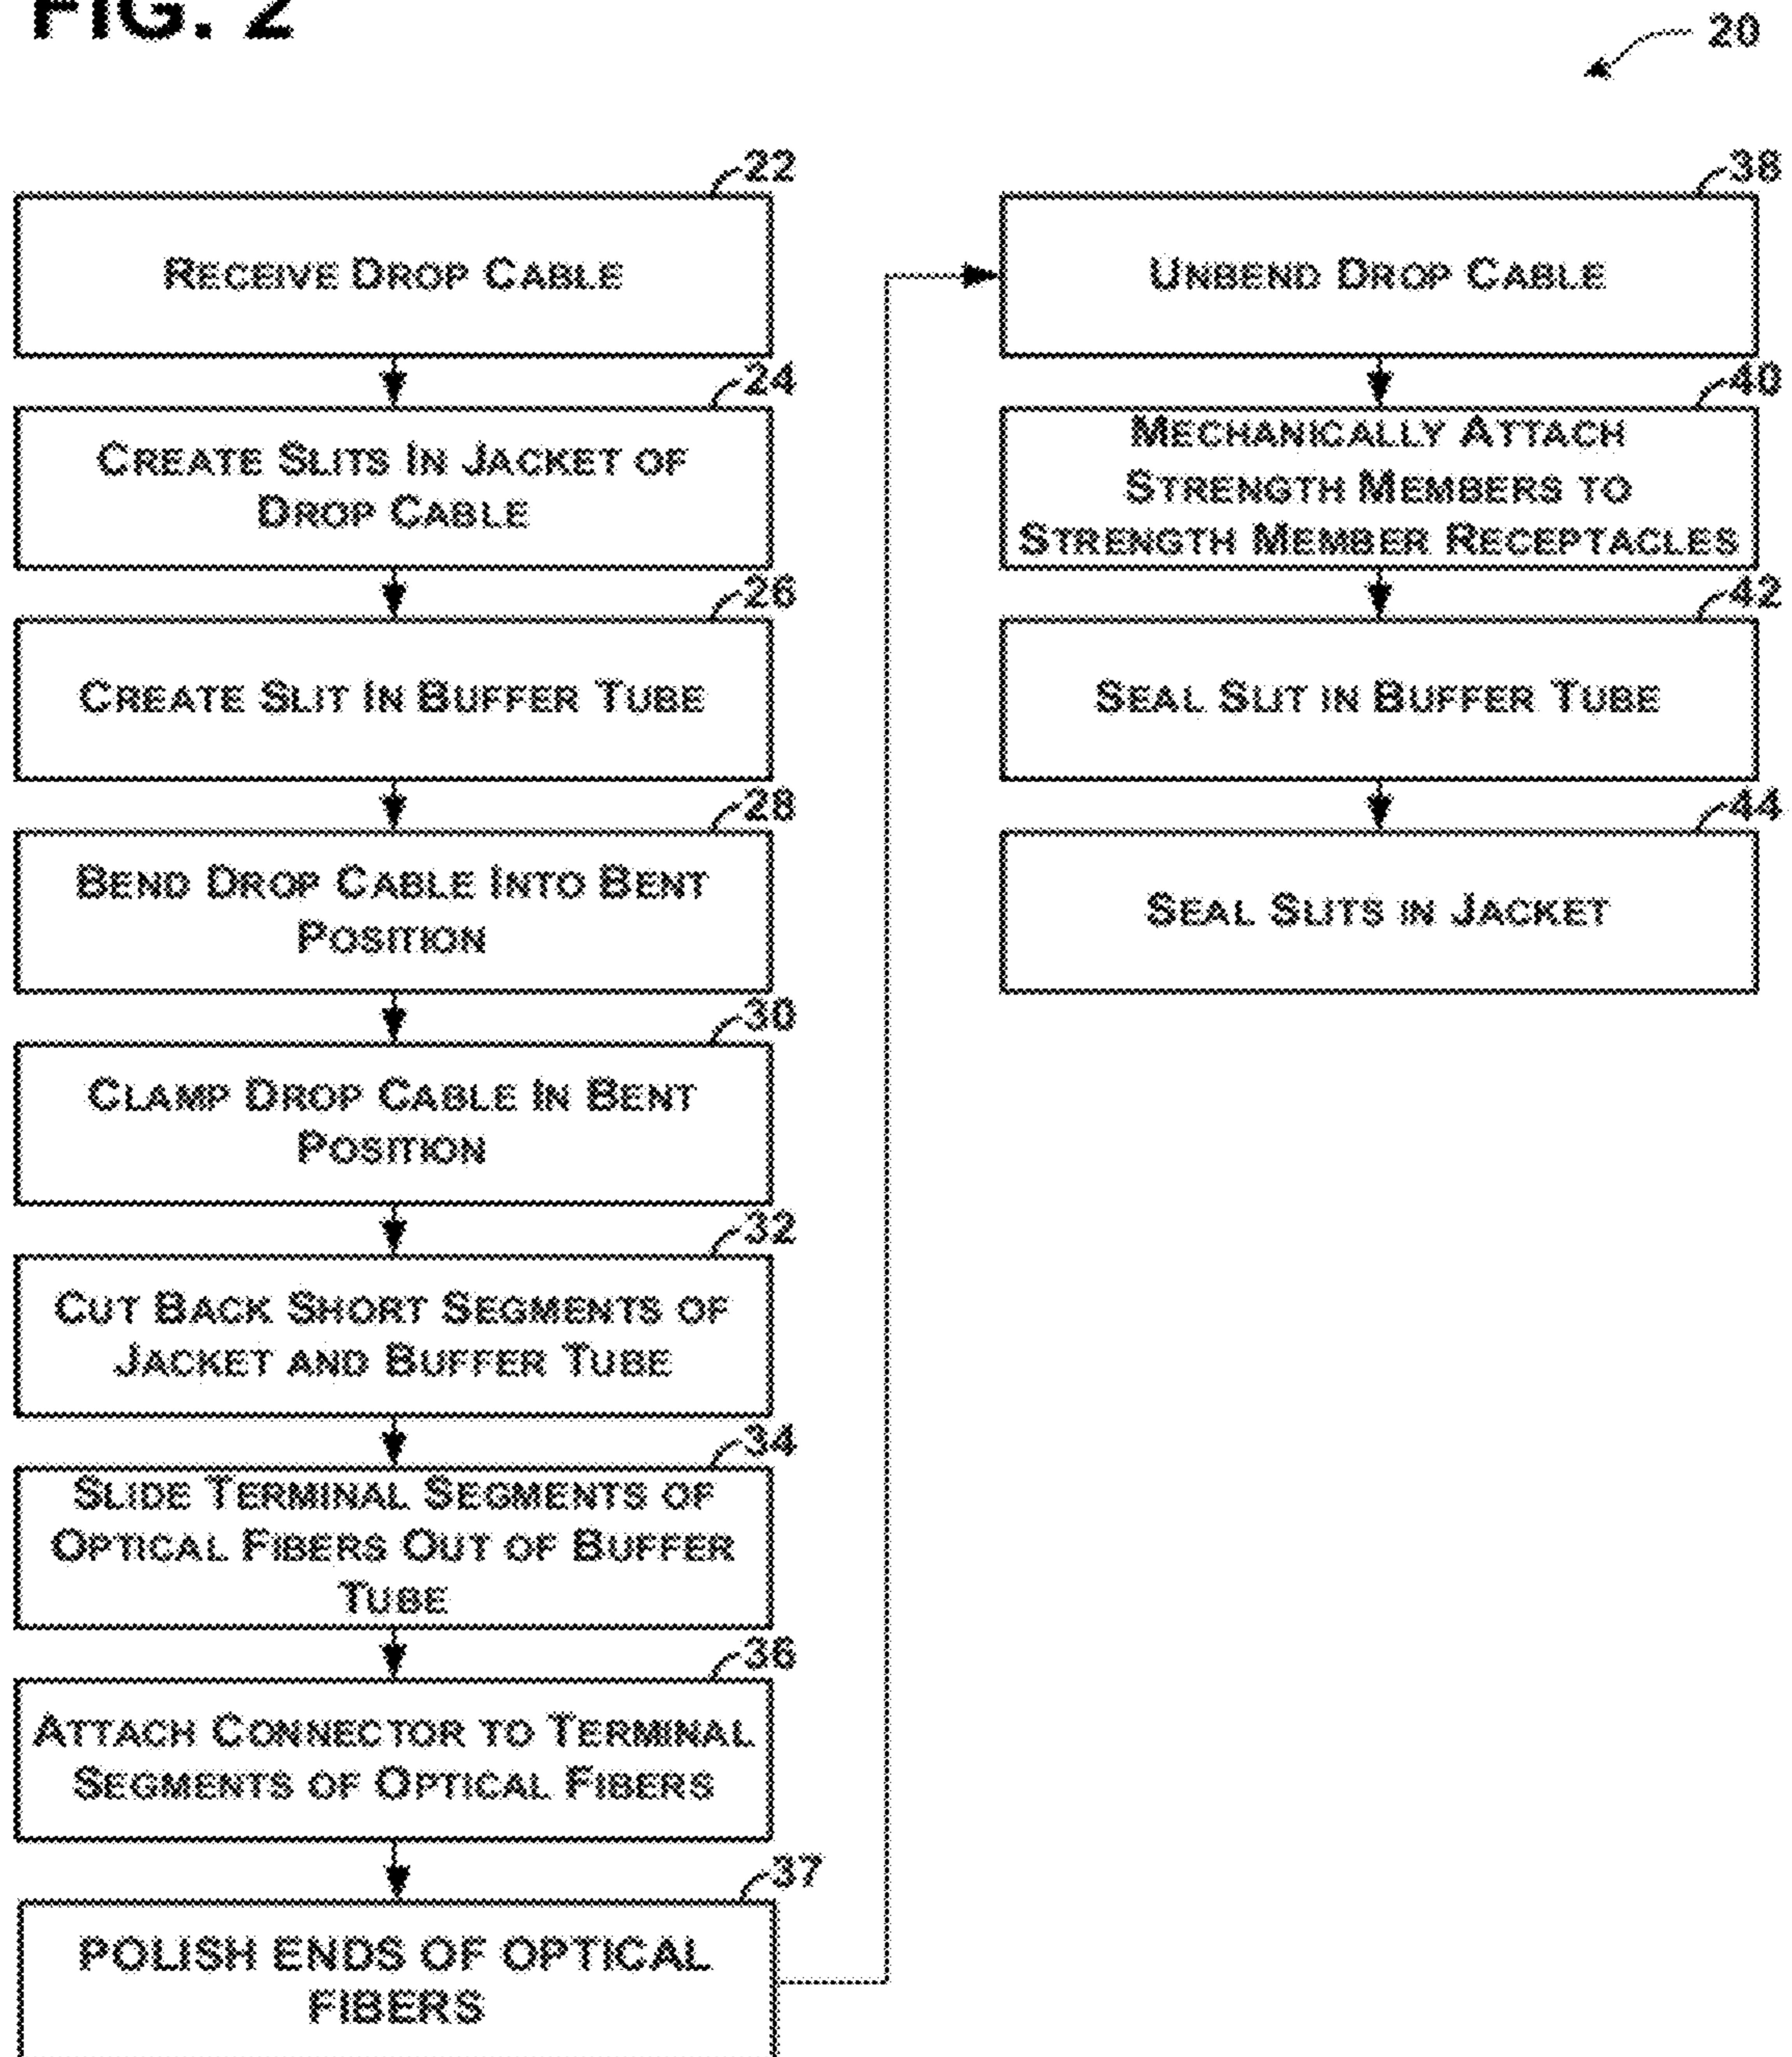 FIG. 2
20
22
RECEIVE DROP CABLE
24
CREATE SLITS IN JACKET OF
DROP CABLE
26
CREATE SLIT IN BUFFER TUBE
28
BEND DROP CABLE INTO BENT
POSITION
30
CLAMP DROP CABLE IN BENT
POSITION
32
CUT BACK SHORT SEGMENTS OF
JACKET AND BUFFER TUBE
34
SLIDE TERMINAL SEGMENTS OF
OPTICAL FIBERS OUT OF BUFFER
TUBE
36
ATTACH CONNECTOR TO TERMINAL
SEGMENTS OF OPTICAL FIBERS
37
POLISH ENDS OF OPTICAL
FIBERS
38
UNBEND DROP CABLE
40
MECHANICALLY ATTACH
STRENGTH MEMBERS TO
STRENGTH MEMBER RECEPTACLES
42
SEAL SLIT IN BUFFER TUBE
44
SEAL SLITS IN JACKET